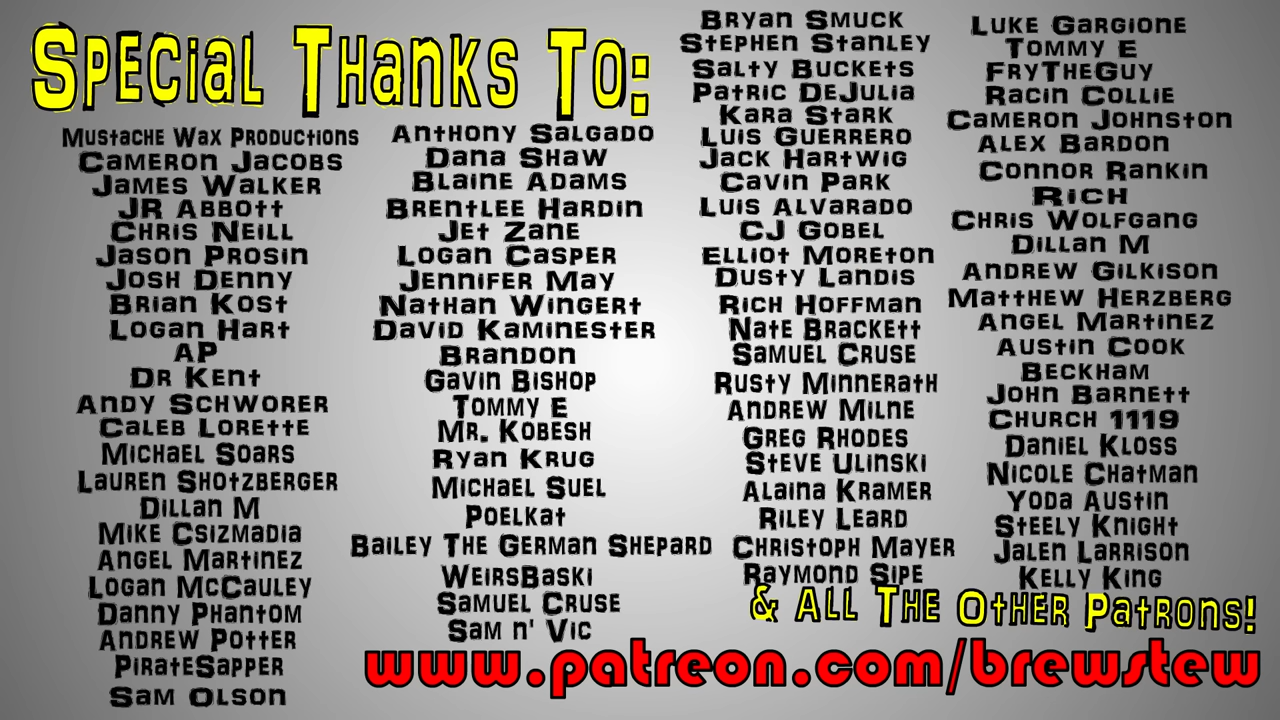 Special Thanks To:
Mustache Wax Productions
Cameron Jacobs
James Walker
JR Abbott
Chris Neill
Jason Prosin
Josh Denny
Brian Kost
Logan Hart
AP
Dr Kent
Andy Schworer
Caleb Lorette
Michael Soars
Lauren Shotzberger
Dillan M
Mike Csizmadia
Angel Martinez
Logan McCauley
Danny Phantom
Andrew Potter
PirateSapper
Sam Olson
Anthony Salgado
Dana Shaw
Blaine Adams
Brentlee Hardin
Jet Zane
Logan Casper
Jennifer May
Nathan Wingert
David Kaminester
Brandon
Gavin Bishop
Tommy E
Mr. Kobesh
Ryan Krug
Michael Suel
Poelkat
Bailey The German Shepard
WeirsBaski
Samuel Cruse
Sam n' Vic
Bryan Smuck
Stephen Stanley
Salty Buckets
Patric DeJulia
Kara Stark
Luis Guerrero
Jack Hartwig
Cavin Park
Luis Alvarado
CJ Gobel
Elliot Moreton
Dusty Landis
Rich Hoffman
Nate Brackett
Samuel Cruse
Rusty Minnerath
Andrew Milne
Greg Rhodes
Steve Ulinski
Alaina Kramer
Riley Leard
Christoph Mayer
Raymond Sipe
Luke Gargione
Tommy E
FryTheGuy
Racin Collie
Cameron Johnston
Alex Bardon
Connor Rankin
Rich
Chris Wolfgang
Dillan M
Andrew Gilkison
Matthew Herzberg
Angel Martinez
Austin Cook
Beckham
John Barnett
Church 1119
Daniel Kloss
Nicole Chatman
Yoda Austin
Steely Knight
Jalen Larrison
Kelly King
& All The Other Patrons!
www.patreon.com/brewstew